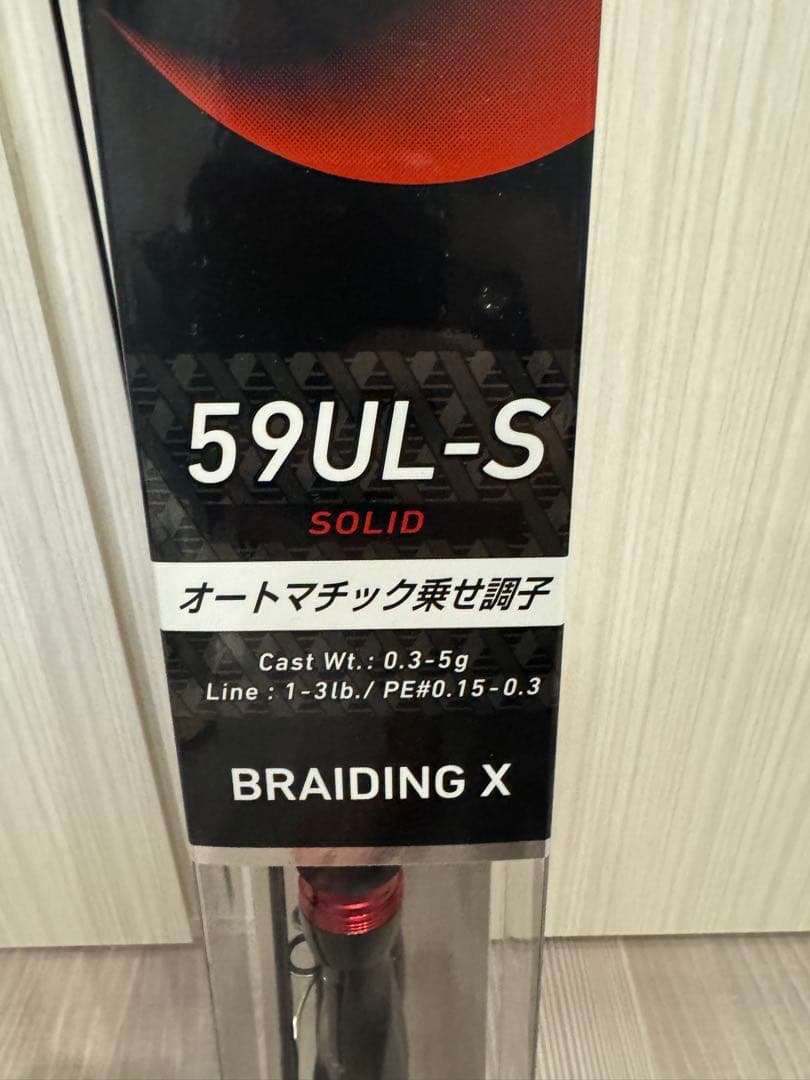 59UL-S
SOLID
オートマチック乗せ調子
Cast Wt.: 0.3-5g
Line : 1-3lb./ PE#0.15-0.3
BRAIDING X